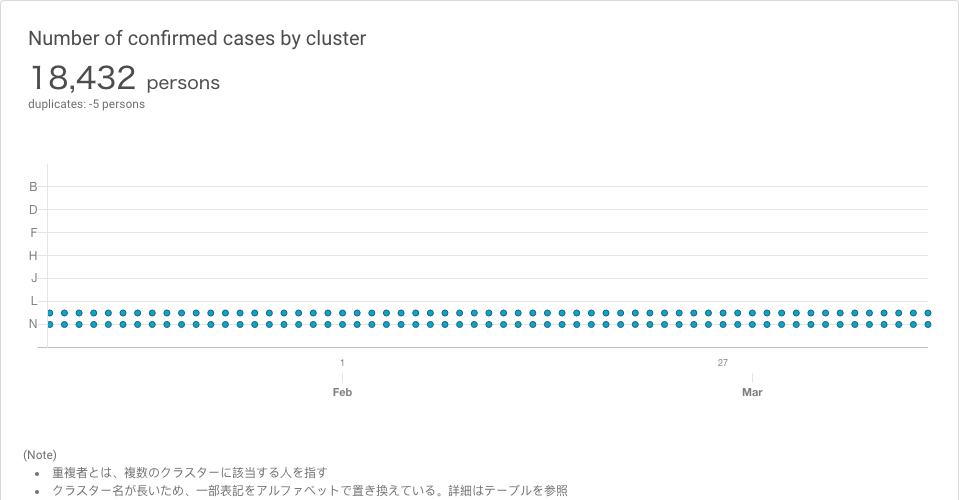 Number of confirmed cases by cluster
18,432 persons
duplicates: -5 persons
B
D
F
H
J
L
N
1
27
Feb
Mar
(Note)
• 重複者とは、複数のクラスターに該当する人を指す
• クラスター名が長いため、一部表記をアルファベットで置き換えている。詳細はテーブルを参照